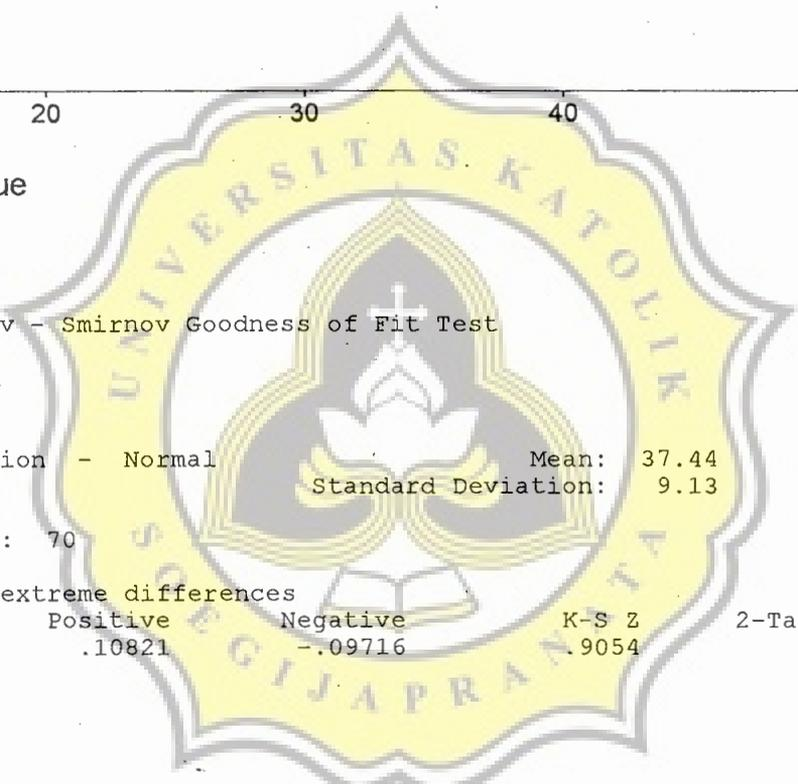 20 30 40
ue
UNIVERSITAS KATOLIK
v - Smirnov Goodness of Fit Test
ion - Normal Mean: 37.44
Standard Deviation: 9.13
: 70
extreme differences
Positive Negative K-S Z 2-Ta
.10821 -.09716 .9054
SOEGIJAPRANATA